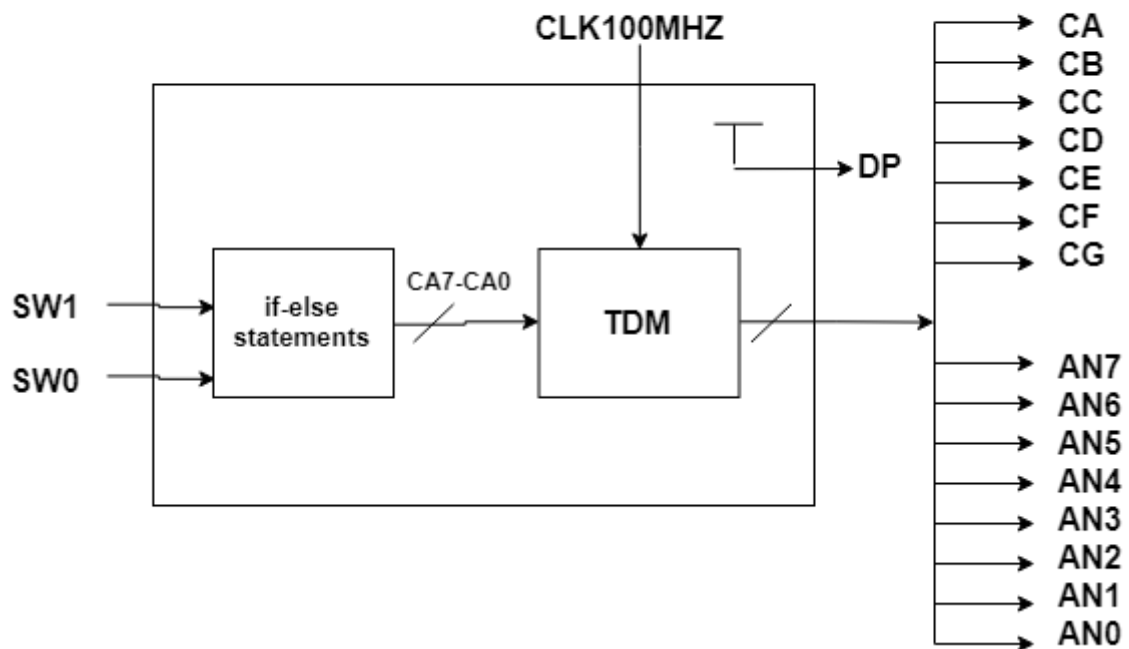 CLK100MHZ
CA
CB
CC
CD
CE
CF
CG
DP
SW1
SW0
if-else
statements
CA7-CA0
TDM
AN7
AN6
AN5
AN4
AN3
AN2
AN1
AN0